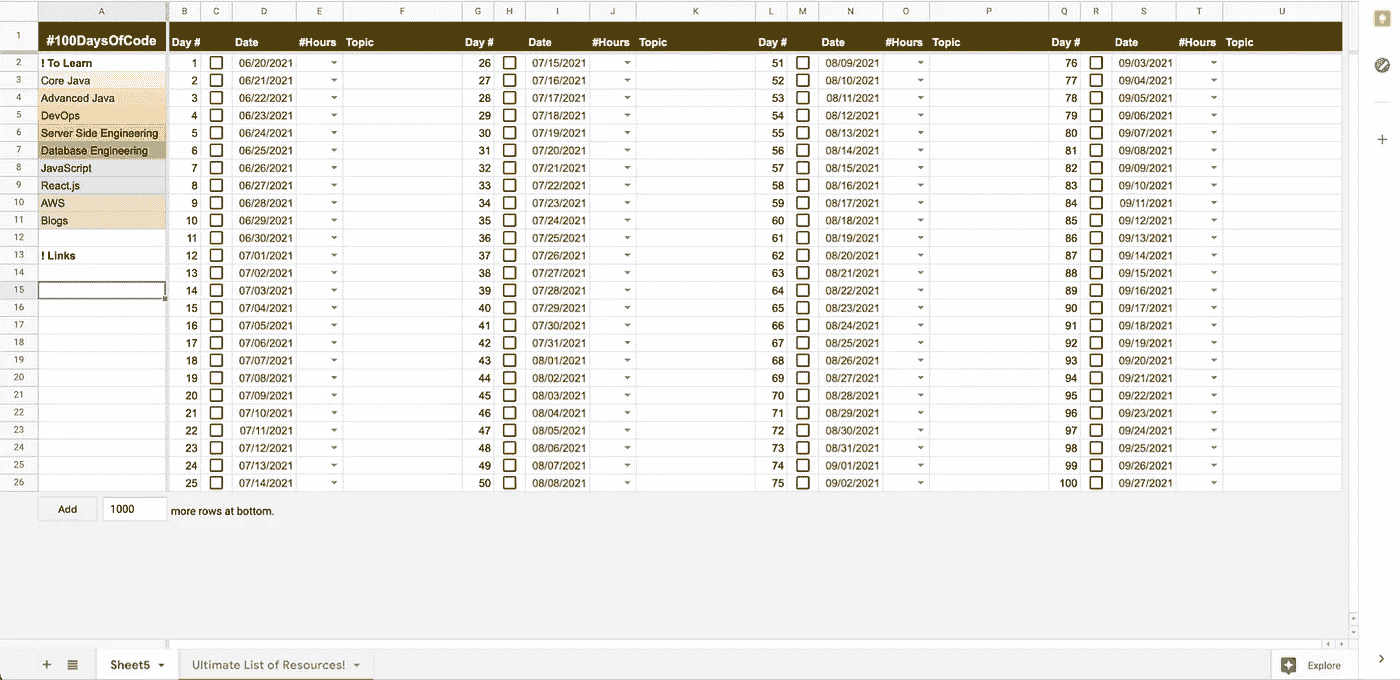 A B C D E F G H I J K L M N O P Q R S T U
1 #100DaysOfCode Day # Date #Hours Topic Day # Date #Hours Topic Day # Date #Hours Topic Day # Date #Hours Topic
2 ! To Learn 1 06/20/2021 26 07/15/2021 51 08/09/2021 76 09/03/2021
3 Core Java 2 06/21/2021 27 07/16/2021 52 08/10/2021 77 09/04/2021
4 Advanced Java 3 06/22/2021 28 07/17/2021 53 08/11/2021 78 09/05/2021
5 DevOps 4 06/23/2021 29 07/18/2021 54 08/12/2021 79 09/06/2021
6 Server Side Engineering 5 06/24/2021 30 07/19/2021 55 08/13/2021 80 09/07/2021
7 Database Engineering 6 06/25/2021 31 07/20/2021 56 08/14/2021 81 09/08/2021
8 JavaScript 7 06/26/2021 32 07/21/2021 57 08/15/2021 82 09/09/2021
9 React.js 8 06/27/2021 33 07/22/2021 58 08/16/2021 83 09/10/2021
10 AWS 9 06/28/2021 34 07/23/2021 59 08/17/2021 84 09/11/2021
11 Blogs 10 06/29/2021 35 07/24/2021 60 08/18/2021 85 09/12/2021
12 11 06/30/2021 36 07/25/2021 61 08/19/2021 86 09/13/2021
13 ! Links 12 07/01/2021 37 07/26/2021 62 08/20/2021 87 09/14/2021
14 13 07/02/2021 38 07/27/2021 63 08/21/2021 88 09/15/2021
15 14 07/03/2021 39 07/28/2021 64 08/22/2021 89 09/16/2021
16 15 07/04/2021 40 07/29/2021 65 08/23/2021 90 09/17/2021
17 16 07/05/2021 41 07/30/2021 66 08/24/2021 91 09/18/2021
18 17 07/06/2021 42 07/31/2021 67 08/25/2021 92 09/19/2021
19 18 07/07/2021 43 08/01/2021 68 08/26/2021 93 09/20/2021
20 19 07/08/2021 44 08/02/2021 69 08/27/2021 94 09/21/2021
21 20 07/09/2021 45 08/03/2021 70 08/28/2021 95 09/22/2021
22 21 07/10/2021 46 08/04/2021 71 08/29/2021 96 09/23/2021
23 22 07/11/2021 47 08/05/2021 72 08/30/2021 97 09/24/2021
24 23 07/12/2021 48 08/06/2021 73 08/31/2021 98 09/25/2021
25 24 07/13/2021 49 08/07/2021 74 09/01/2021 99 09/26/2021
26 25 07/14/2021 50 08/08/2021 75 09/02/2021 100 09/27/2021
Add 1000 more rows at bottom.
Sheet5 Ultimate List of Resources! Explore